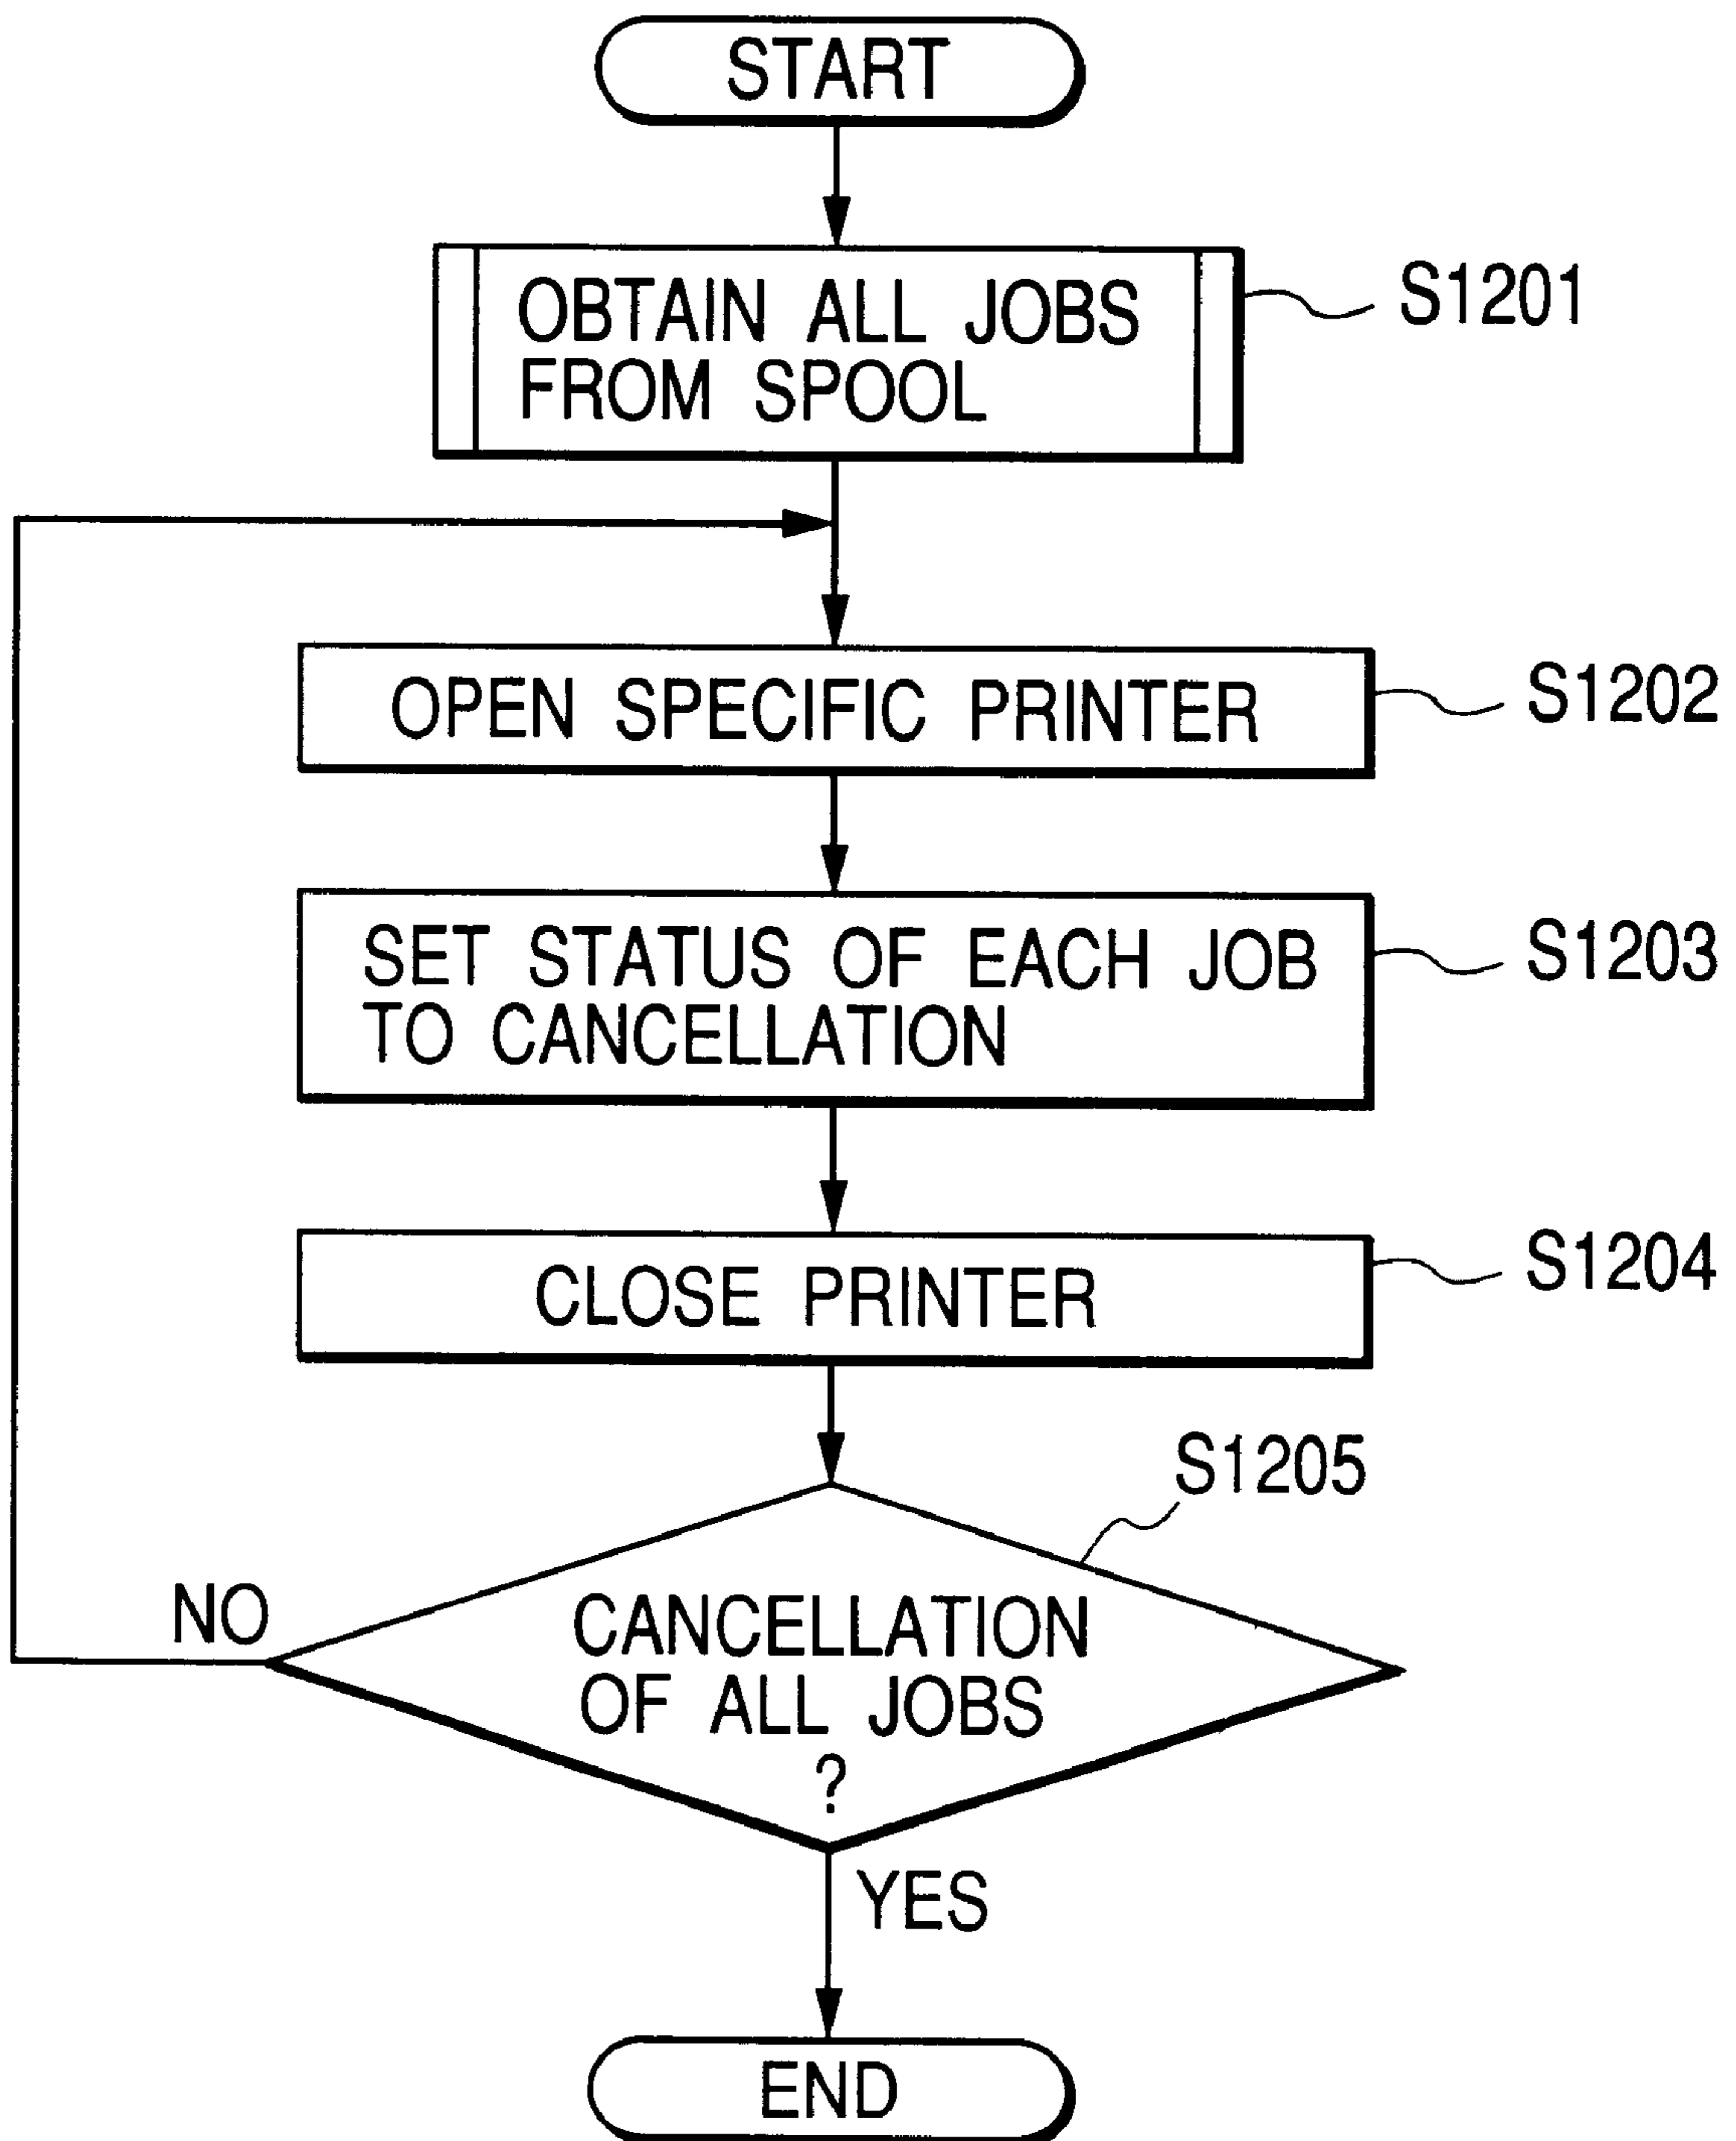 START
OBTAIN ALL JOBS
FROM SPOOL
S1201
OPEN SPECIFIC PRINTER
S1202
SET STATUS OF EACH JOB
TO CANCELLATION
S1203
CLOSE PRINTER
S1204
S1205
NO
CANCELLATION
OF ALL JOBS
?
YES
END